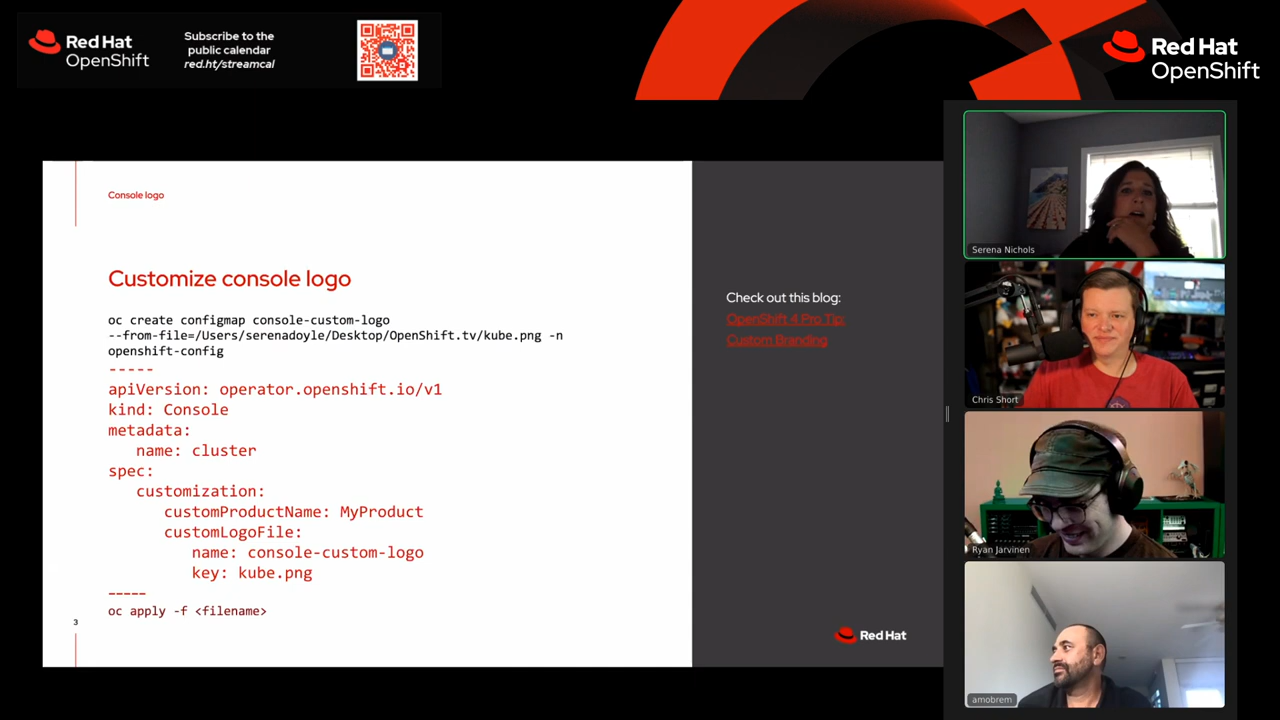 Red Hat
OpenShift
Subscribe to the
public calendar
red.ht/streamcal
Red Hat
OpenShift
Console logo
Customize console logo
oc create configmap console-custom-logo
--from-file=/Users/serenadoyle/Desktop/OpenShift.tv/kube.png -n
openshift-config
-----
apiVersion: operator.openshift.io/v1
kind: Console
metadata:
name: cluster
spec:
customization:
customProductName: MyProduct
customLogoFile:
name: console-custom-logo
key: kube.png
-----
oc apply -f <filename>
3
Check out this blog:
OpenShift 4 Pro Tip:
Custom Branding
Red Hat
Serena Nichols
Chris Short
Ryan Jarvinen
amobrem